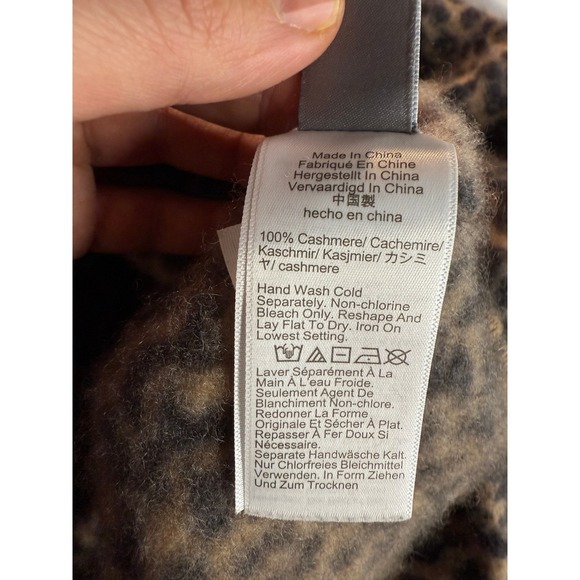 Made In China
Fabriqué En Chine
Hergestellt In China
Vervaardigd In China
中国製
hecho en china
100% Cashmere/ Cachemire/
Kaschmir/ Kasjmier/ カシミ
ヤ/ cashmere
Hand Wash Cold
Separately. Non-chlorine
Bleach Only. Reshape And
Lay Flat To Dry. Iron On
Lowest Setting.
Laver Séparément À La
Main À L'eau Froide.
Seulement Agent De
Blanchiment Non-chlore.
Redonner La Forme
Originale Et Sécher À Plat.
Repasser À Fer Doux Si
Nécessaire.
Separate Handwäsche Kalt.
Nur Chlorfreies Bleichmittel
Verwenden. In Form Ziehen
Und Zum Trocknen